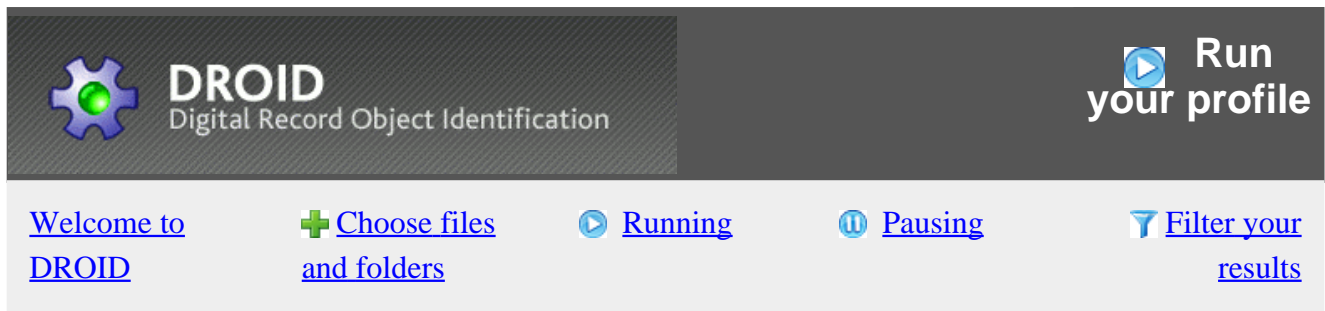 DROID
Digital Record Object Identification
Run
your profile
Welcome to
DROID
Choose files
and folders
Running
Pausing
Filter your
results